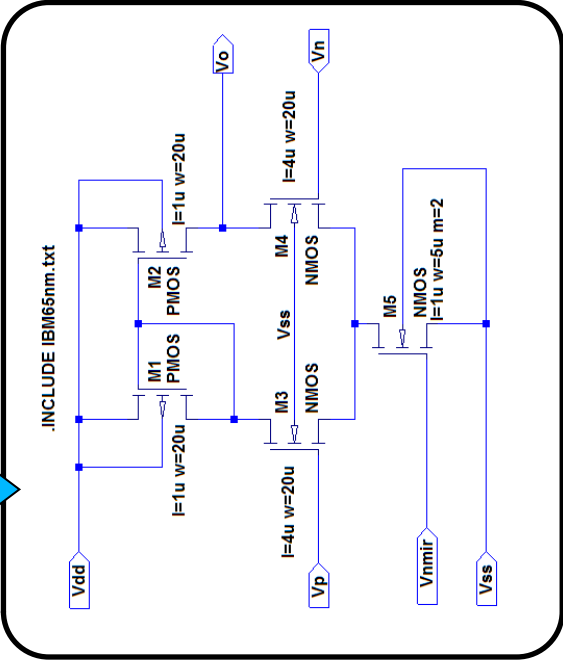 .INCLUDE IBM65nm.txt
Vdd
Vo
Vn
l=1u w=20u
M1
PMOS
M2
PMOS
l=1u w=20u
l=4u w=20u
M3
NMOS
Vss
M4
NMOS
l=4u w=20u
Vp
M5
NMOS
l=1u w=5u m=2
Vnmir
Vss